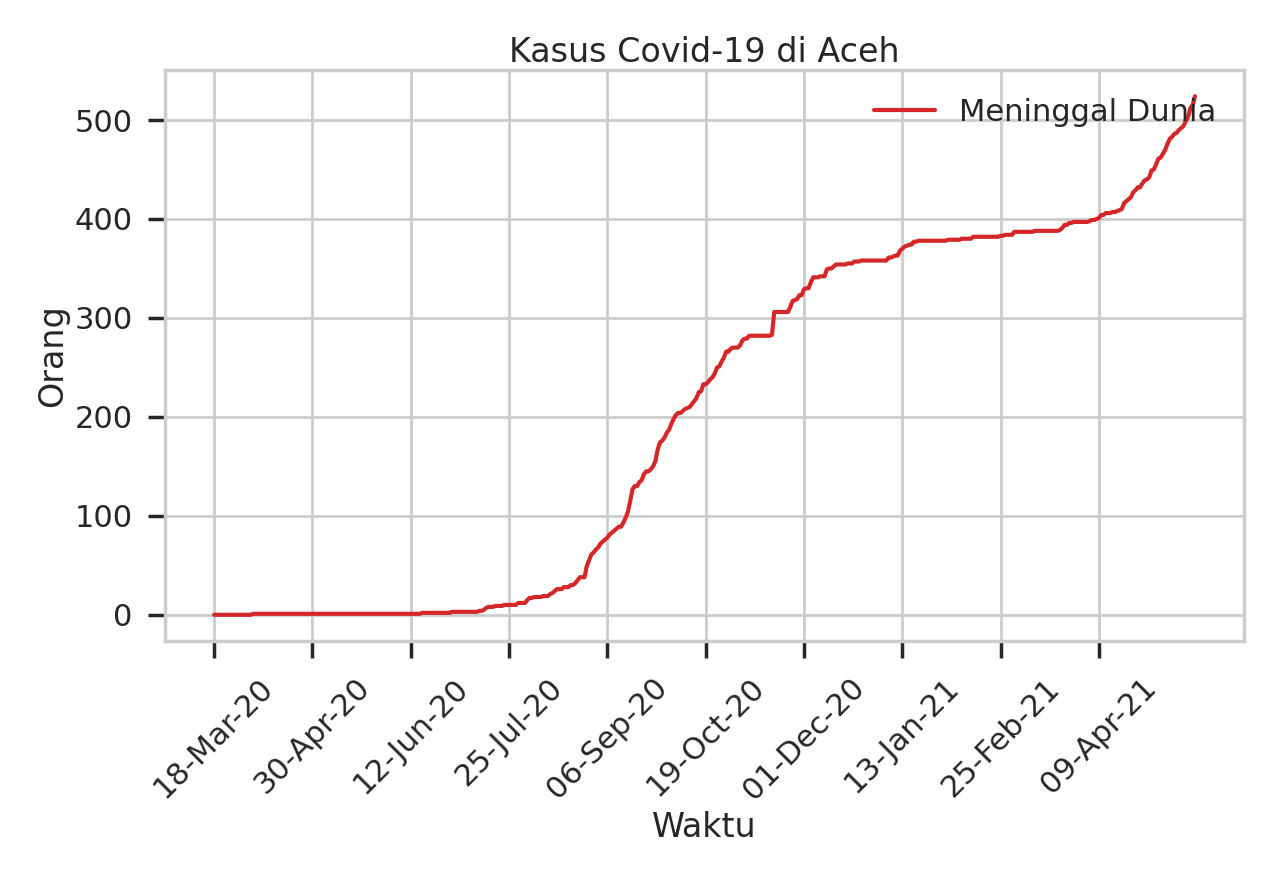 Kasus Covid-19 di Aceh
Meninggal Dunia
Orang
500
400
300
200
100
0
18-Mar-20
30-Apr-20
12-Jun-20
25-Jul-20
06-Sep-20
19-Oct-20
01-Dec-20
13-Jan-21
25-Feb-21
09-Apr-21
Waktu